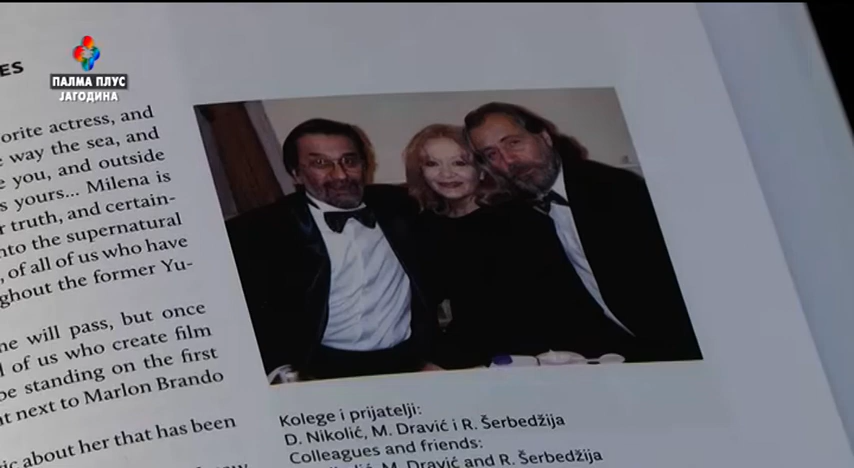 ES
ПАЛМА ПЛУС
ЈАГОДИНА
orite actress, and
way the sea, and
e you, and outside
s yours... Milena is
r truth, and certain-
nto the supernatural
, of all of us who have
ghout the former Yu-
ne will pass, but once
l of us who create film
be standing on the first
t next to Marlon Brando
ic about her that has been
Kolege i prijatelji:
D. Nikolić, M. Dravić i R. Šerbedžija
Colleagues and friends:
M. Dravić and R. Šerbedžija